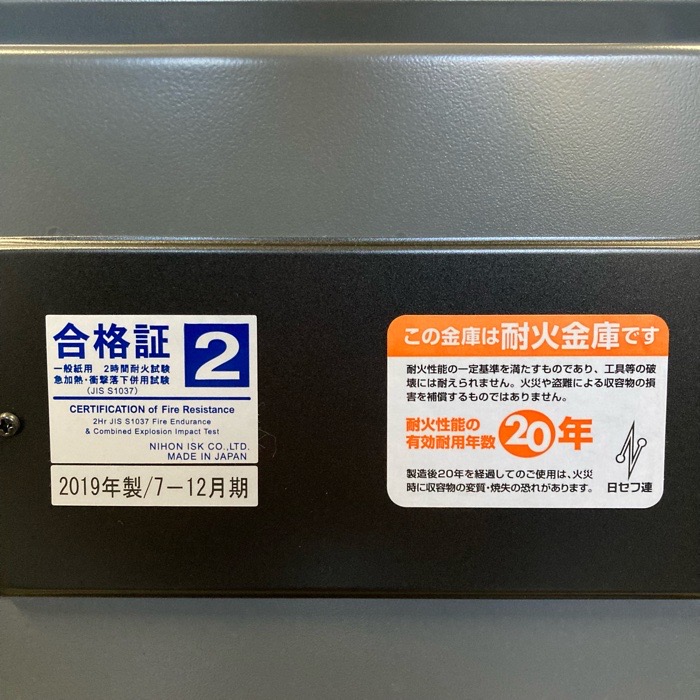 合格証 2
一般紙用 2時間耐火試験
急加熱・衝撃落下併用試験
(JIS S1037)
CERTIFICATION of Fire Resistance
2Hr JIS S1037 Fire Endurance
& Combined Explosion Impact Test
NIHON ISK CO.,LTD.
MADE IN JAPAN
2019年製/7-12月期
この金庫は耐火金庫です
耐火性能の一定基準を満たすものであり、工具等の破
壊には耐えられません。火災や盗難による収容物の損
害を補償するものではありません。
耐火性能の
有効耐用年数 20年
製造後20年を経過してのご使用は、火災
時に収容物の変質・焼失の恐れがあります。
日セフ連